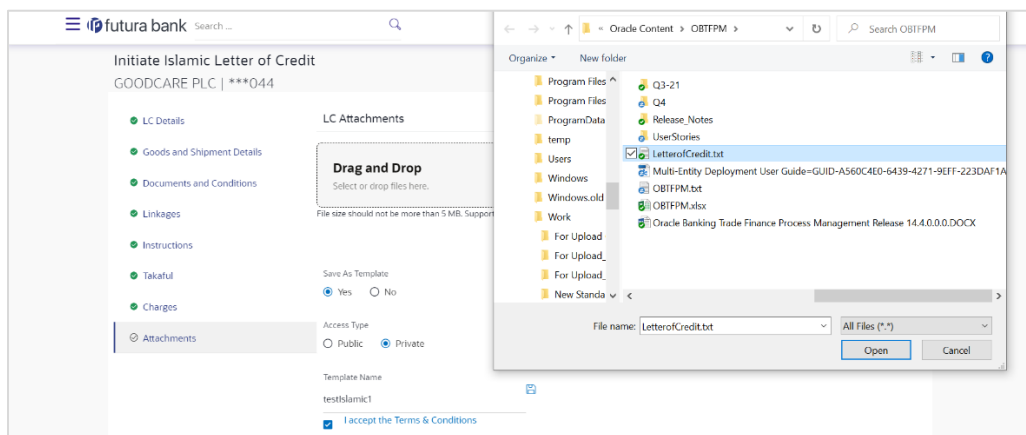 futura bank Search ...
Initiate Islamic Letter of Credit
GOODCARE PLC | ***044
LC Details
Goods and Shipment Details
Documents and Conditions
Linkages
Instructions
Takaful
Charges
Attachments
LC Attachments
Drag and Drop
Select or drop files here.
File size should not be more than 5 MB. Support
Save As Template
Yes No
Access Type
Public Private
Template Name
testIslamic1
I accept the Terms & Conditions
« Oracle Content > OBTFPM >
Search OBTFPM
Organize New folder
Program Files
Program Files
ProgramData
temp
Users
Windows
Windows.old
Work
For Upload
For Upload_
For Upload_
New Standa
Q3-21
Q4
Release_Notes
UserStories
LetterofCredit.txt
Multi-Entity Deployment User Guide=GUID-A560C4E0-6439-4271-9EFF-223DAF1A
OBTFPM.txt
OBTFPM.xlsx
Oracle Banking Trade Finance Process Management Release 14.4.0.0.0.DOCX
File name: LetterofCredit.txt
All Files (*.*)
Open Cancel